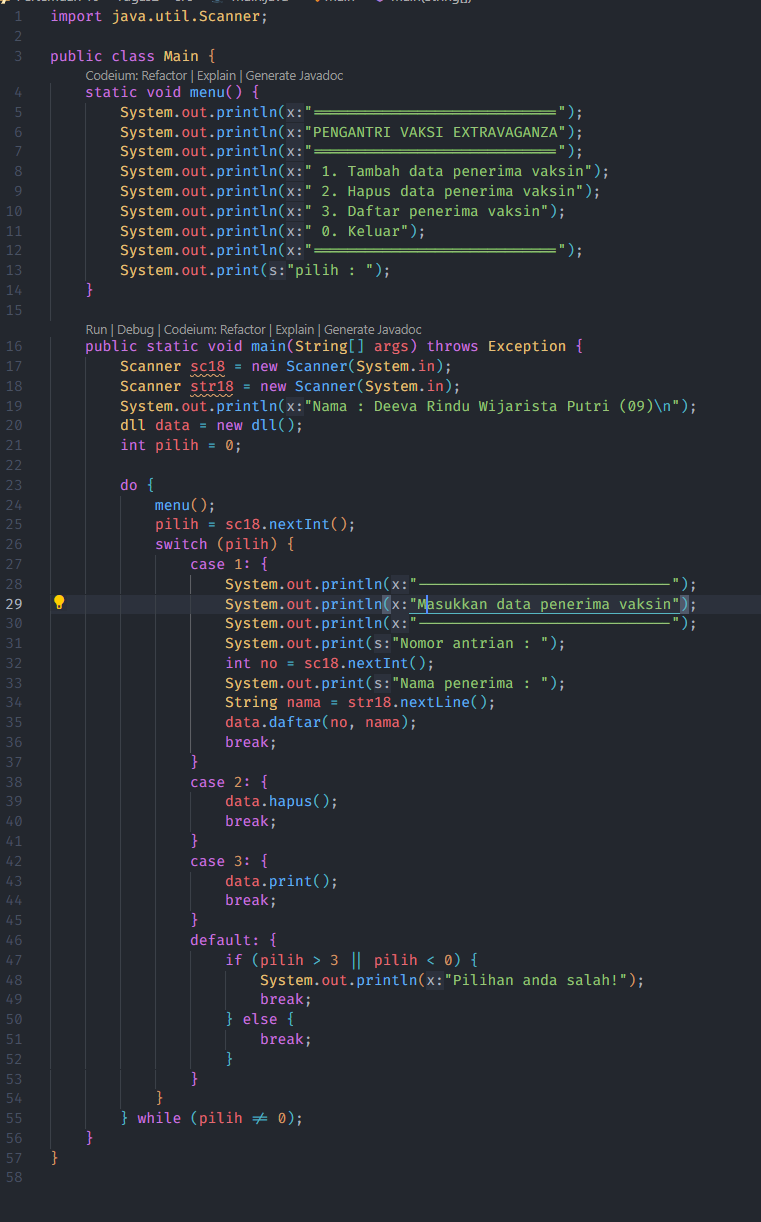 1 import java.util.Scanner;
2
3 public class Main {
Codeium: Refactor | Explain | Generate Javadoc
4 static void menu() {
5 System.out.println(x:"============================");
6 System.out.println(x:"PENGANTRI VAKSI EXTRAVAGANZA");
7 System.out.println(x:"============================");
8 System.out.println(x:" 1. Tambah data penerima vaksin");
9 System.out.println(x:" 2. Hapus data penerima vaksin");
10 System.out.println(x:" 3. Daftar penerima vaksin");
11 System.out.println(x:" 0. Keluar");
12 System.out.println(x:"============================");
13 System.out.print(s:"pilih : ");
14 }
15
Run | Debug | Codeium: Refactor | Explain | Generate Javadoc
16 public static void main(String[] args) throws Exception {
17 Scanner sc18 = new Scanner(System.in);
18 Scanner str18 = new Scanner(System.in);
19 System.out.println(x:"Nama : Deeva Rindu Wijarista Putri (09)\n");
20 dll data = new dll();
21 int pilih = 0;
22
23 do {
24 menu();
25 pilih = sc18.nextInt();
26 switch (pilih) {
27 case 1: {
28 System.out.println(x:"-----------------------------");
29 System.out.println(x:"Masukkan data penerima vaksin");
30 System.out.println(x:"-----------------------------");
31 System.out.print(s:"Nomor antrian : ");
32 int no = sc18.nextInt();
33 System.out.print(s:"Nama penerima : ");
34 String nama = str18.nextLine();
35 data.daftar(no, nama);
36 break;
37 }
38 case 2: {
39 data.hapus();
40 break;
41 }
42 case 3: {
43 data.print();
44 break;
45 }
46 default: {
47 if (pilih > 3 || pilih < 0) {
48 System.out.println(x:"Pilihan anda salah!");
49 break;
50 } else {
51 break;
52 }
53 }
54 }
55 } while (pilih != 0);
56 }
57 }
58